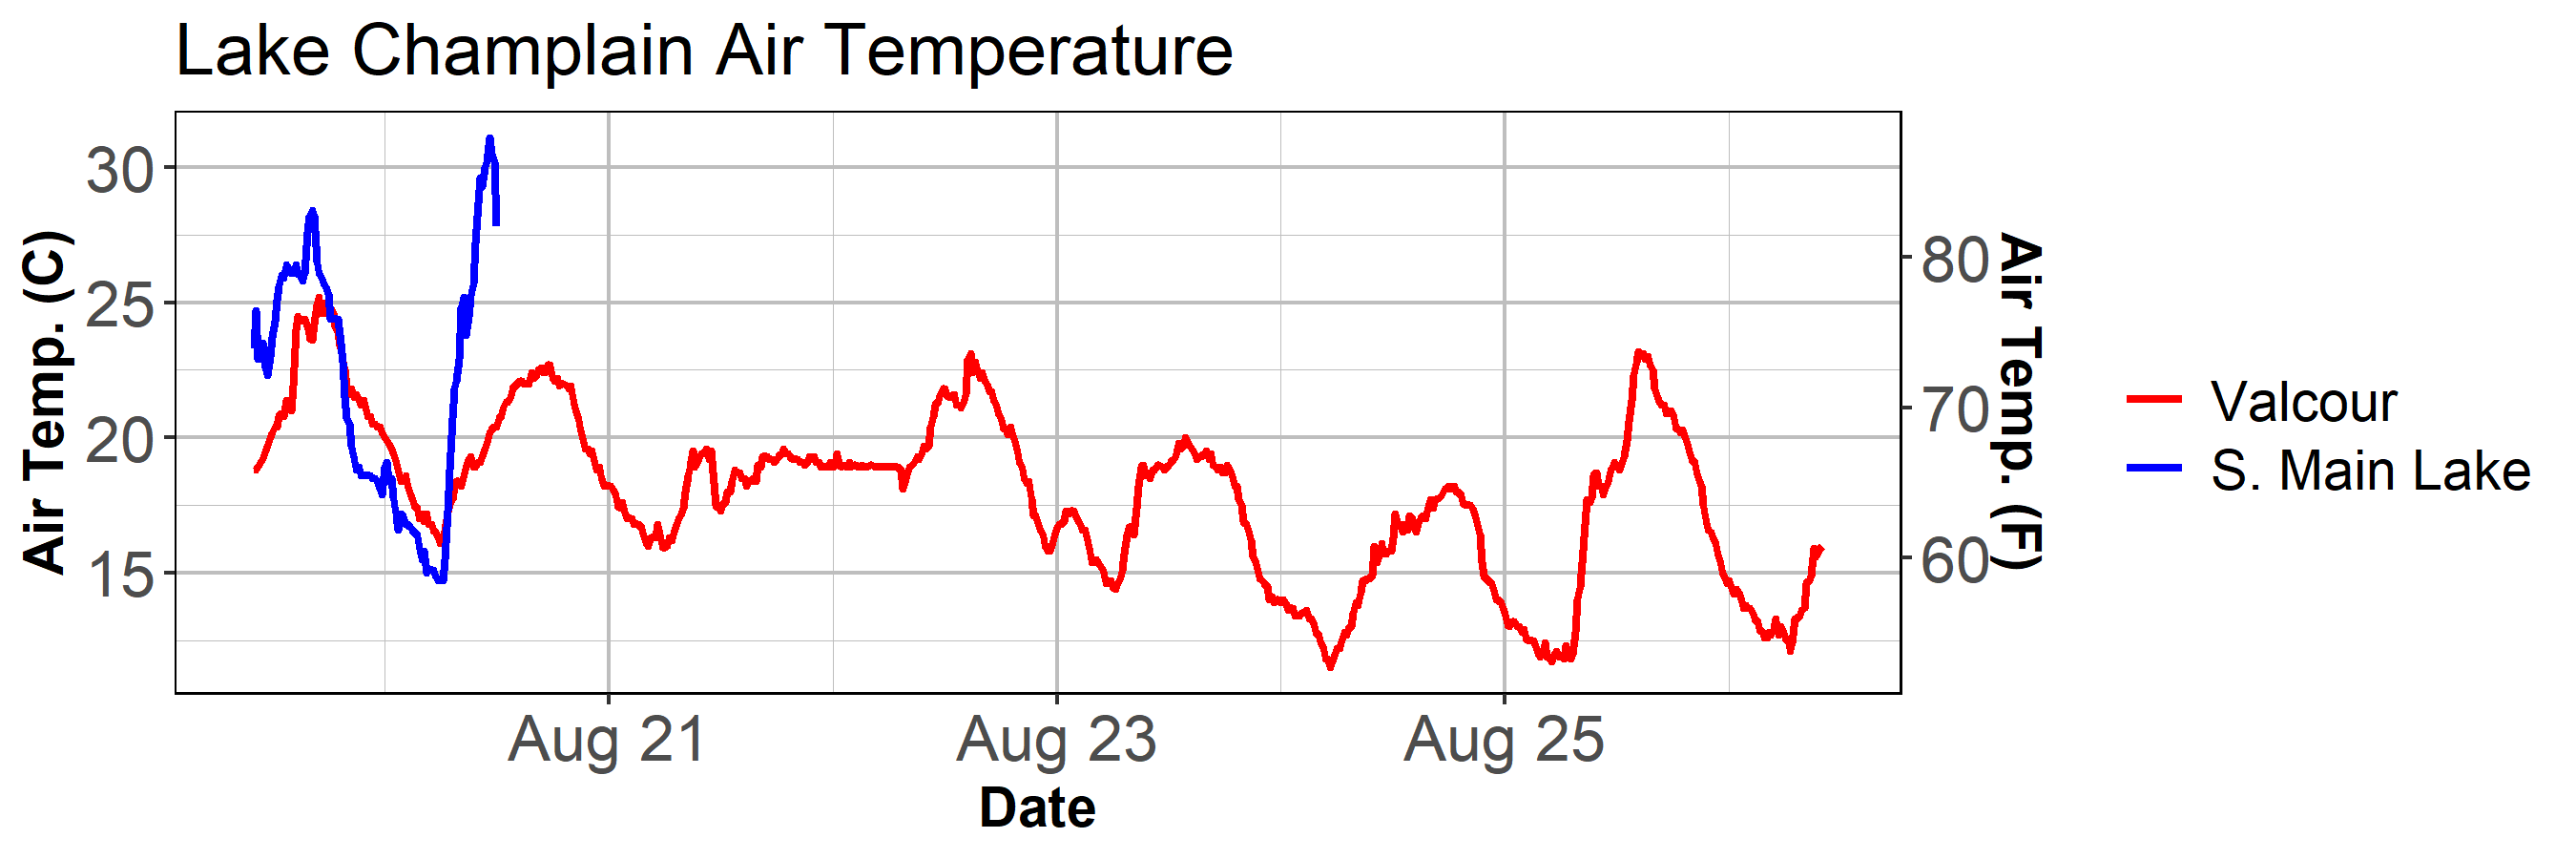 Lake Champlain Air Temperature
Air Temp. (C)
30
25
20
15
80
70
60
Air Temp. (F)
Aug 21
Aug 23
Aug 25
Date
Valcour
S. Main Lake